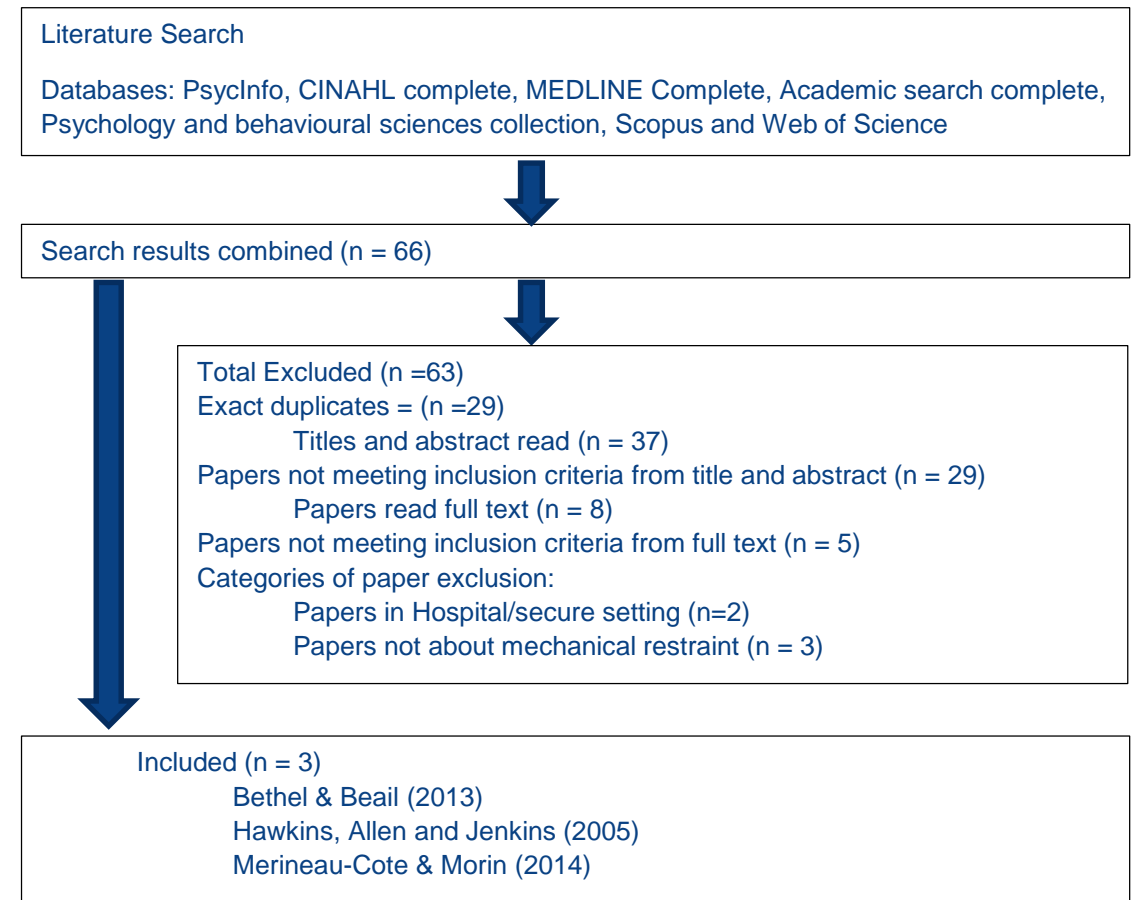 Literature Search
Databases: PsycInfo, CINAHL complete, MEDLINE Complete, Academic search complete,
Psychology and behavioural sciences collection, Scopus and Web of Science
Search results combined (n = 66)
Total Excluded (n =63)
Exact duplicates = (n =29)
Titles and abstract read (n = 37)
Papers not meeting inclusion criteria from title and abstract (n = 29)
Papers read full text (n = 8)
Papers not meeting inclusion criteria from full text (n = 5)
Categories of paper exclusion:
Papers in Hospital/secure setting (n=2)
Papers not about mechanical restraint (n = 3)
Included (n = 3)
Bethel & Beail (2013)
Hawkins, Allen and Jenkins (2005)
Merineau-Cote & Morin (2014)